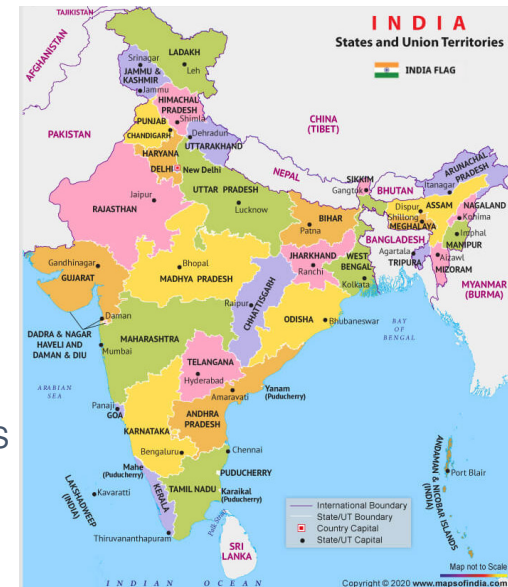 INDIA
States and Union Territories
INDIA FLAG
TAJIKISTAN
AFGHANISTAN
PAKISTAN
CHINA
(TIBET)
NEPAL
BHUTAN
BANGLADESH
MYANMAR
(BURMA)
SRI
LANKA
LADAKH
Leh
Srinagar
JAMMU &
KASHMIR
Jammu
HIMACHAL
PRADESH
Shimla
PUNJAB
CHANDIGARH
Dehradun
UTTARAKHAND
HARYANA
DELHI
New Delhi
UTTAR PRADESH
Lucknow
Jaipur
RAJASTHAN
SIKKIM
Gangtok
ARUNACHAL
PRADESH
Itanagar
Dispur
ASSAM
NAGALAND
Kohima
Shillong
MEGHALAYA
Imphal
MANIPUR
Agartala
TRIPURA
Aizawl
MIZORAM
BIHAR
Patna
JHARKHAND
Ranchi
WEST
BENGAL
Kolkata
Gandhinagar
GUJARAT
Bhopal
MADHYA PRADESH
Raipur
CHHATTISGARH
ODISHA
Bhubaneswar
Daman
DADRA & NAGAR
HAVELI AND
DAMAN & DIU
Mumbai
MAHARASHTRA
TELANGANA
Hyderabad
Amaravati
Yanam
(Puducherry)
ANDHRA
PRADESH
Panaji
GOA
KARNATAKA
Bengaluru
Chennai
Mahe
(Puducherry)
PUDUCHERRY
KERALA
TAMIL NADU
Karaikal
(Puducherry)
Thiruvananthapuram
Kavaratti
LAKSHADWEEP
(INDIA)
ANDAMAN & NICOBAR ISLANDS
(INDIA)
Port Blair
ARABIAN
SEA
BAY
OF
BENGAL
Palk Strait
INDIAN OCEAN
International Boundary
State/UT Boundary
Country Capital
State/UT Capital
Map not to Scale
Copyright © 2020 www.mapsofindia.com
S